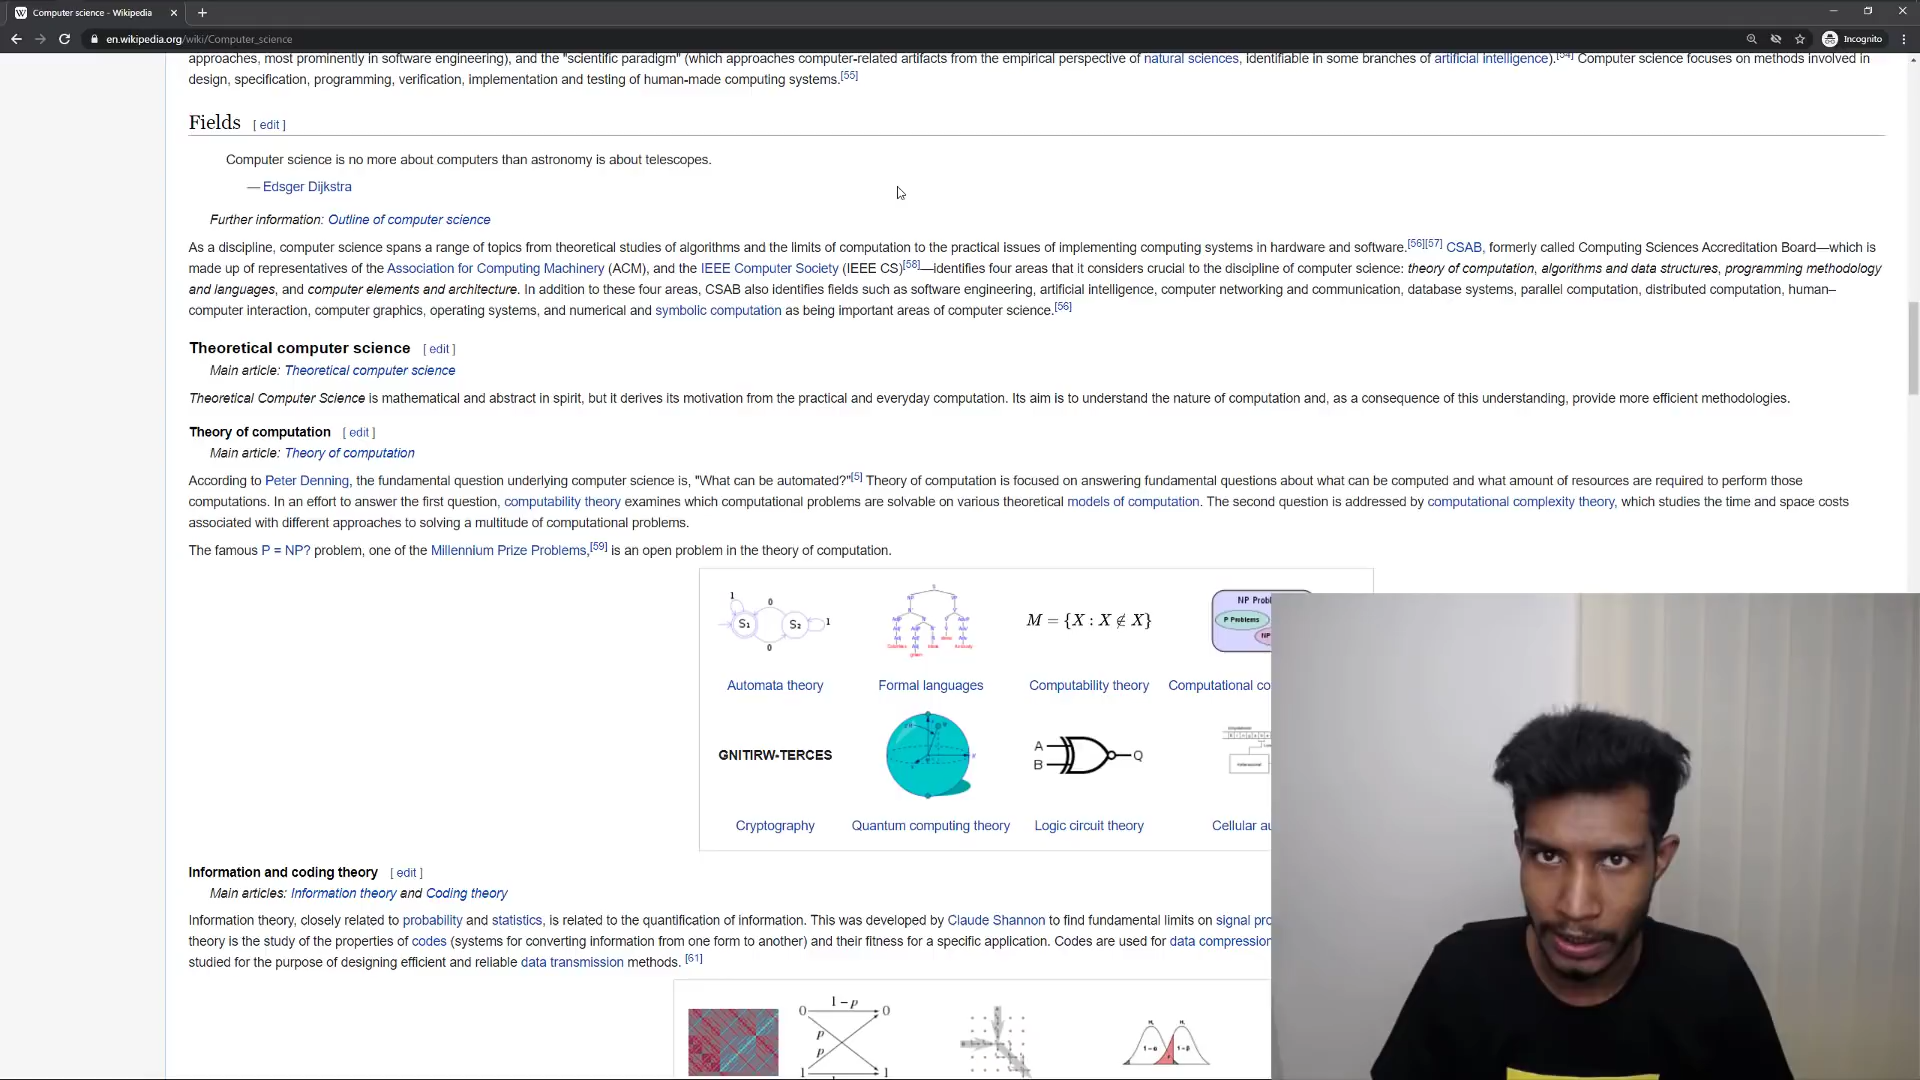 Computer science - Wikipedia
en.wikipedia.org/wiki/Computer_science
Incognito
approaches, most prominently in software engineering), and the "scientific paradigm" (which approaches computer-related artifacts from the empirical perspective of natural sciences, identifiable in some branches of artificial intelligence).[54] Computer science focuses on methods involved in
design, specification, programming, verification, implementation and testing of human-made computing systems.[55]
Fields [ edit ]
Computer science is no more about computers than astronomy is about telescopes.
— Edsger Dijkstra
Further information: Outline of computer science
As a discipline, computer science spans a range of topics from theoretical studies of algorithms and the limits of computation to the practical issues of implementing computing systems in hardware and software.[56][57] CSAB, formerly called Computing Sciences Accreditation Board—which is
made up of representatives of the Association for Computing Machinery (ACM), and the IEEE Computer Society (IEEE CS)[58]—identifies four areas that it considers crucial to the discipline of computer science: theory of computation, algorithms and data structures, programming methodology
and languages, and computer elements and architecture. In addition to these four areas, CSAB also identifies fields such as software engineering, artificial intelligence, computer networking and communication, database systems, parallel computation, distributed computation, human–
computer interaction, computer graphics, operating systems, and numerical and symbolic computation as being important areas of computer science.[56]
Theoretical computer science [ edit ]
Main article: Theoretical computer science
Theoretical Computer Science is mathematical and abstract in spirit, but it derives its motivation from the practical and everyday computation. Its aim is to understand the nature of computation and, as a consequence of this understanding, provide more efficient methodologies.
Theory of computation [ edit ]
Main article: Theory of computation
According to Peter Denning, the fundamental question underlying computer science is, "What can be automated?"[5] Theory of computation is focused on answering fundamental questions about what can be computed and what amount of resources are required to perform those
computations. In an effort to answer the first question, computability theory examines which computational problems are solvable on various theoretical models of computation. The second question is addressed by computational complexity theory, which studies the time and space costs
associated with different approaches to solving a multitude of computational problems.
The famous P = NP? problem, one of the Millennium Prize Problems,[59] is an open problem in the theory of computation.
1 0 S₁ S₂ 1 0
M = {X : X ∉ X}
NP Probl
P Problems
NP
Automata theory Formal languages Computability theory Computational co
GNITIRW-TERCES
A B Q
Cryptography Quantum computing theory Logic circuit theory Cellular au
Information and coding theory [ edit ]
Main articles: Information theory and Coding theory
Information theory, closely related to probability and statistics, is related to the quantification of information. This was developed by Claude Shannon to find fundamental limits on signal pro
theory is the study of the properties of codes (systems for converting information from one form to another) and their fitness for a specific application. Codes are used for data compression
studied for the purpose of designing efficient and reliable data transmission methods. [61]
1 – p
0 0
p
p
1 1
1 - α 1 - β